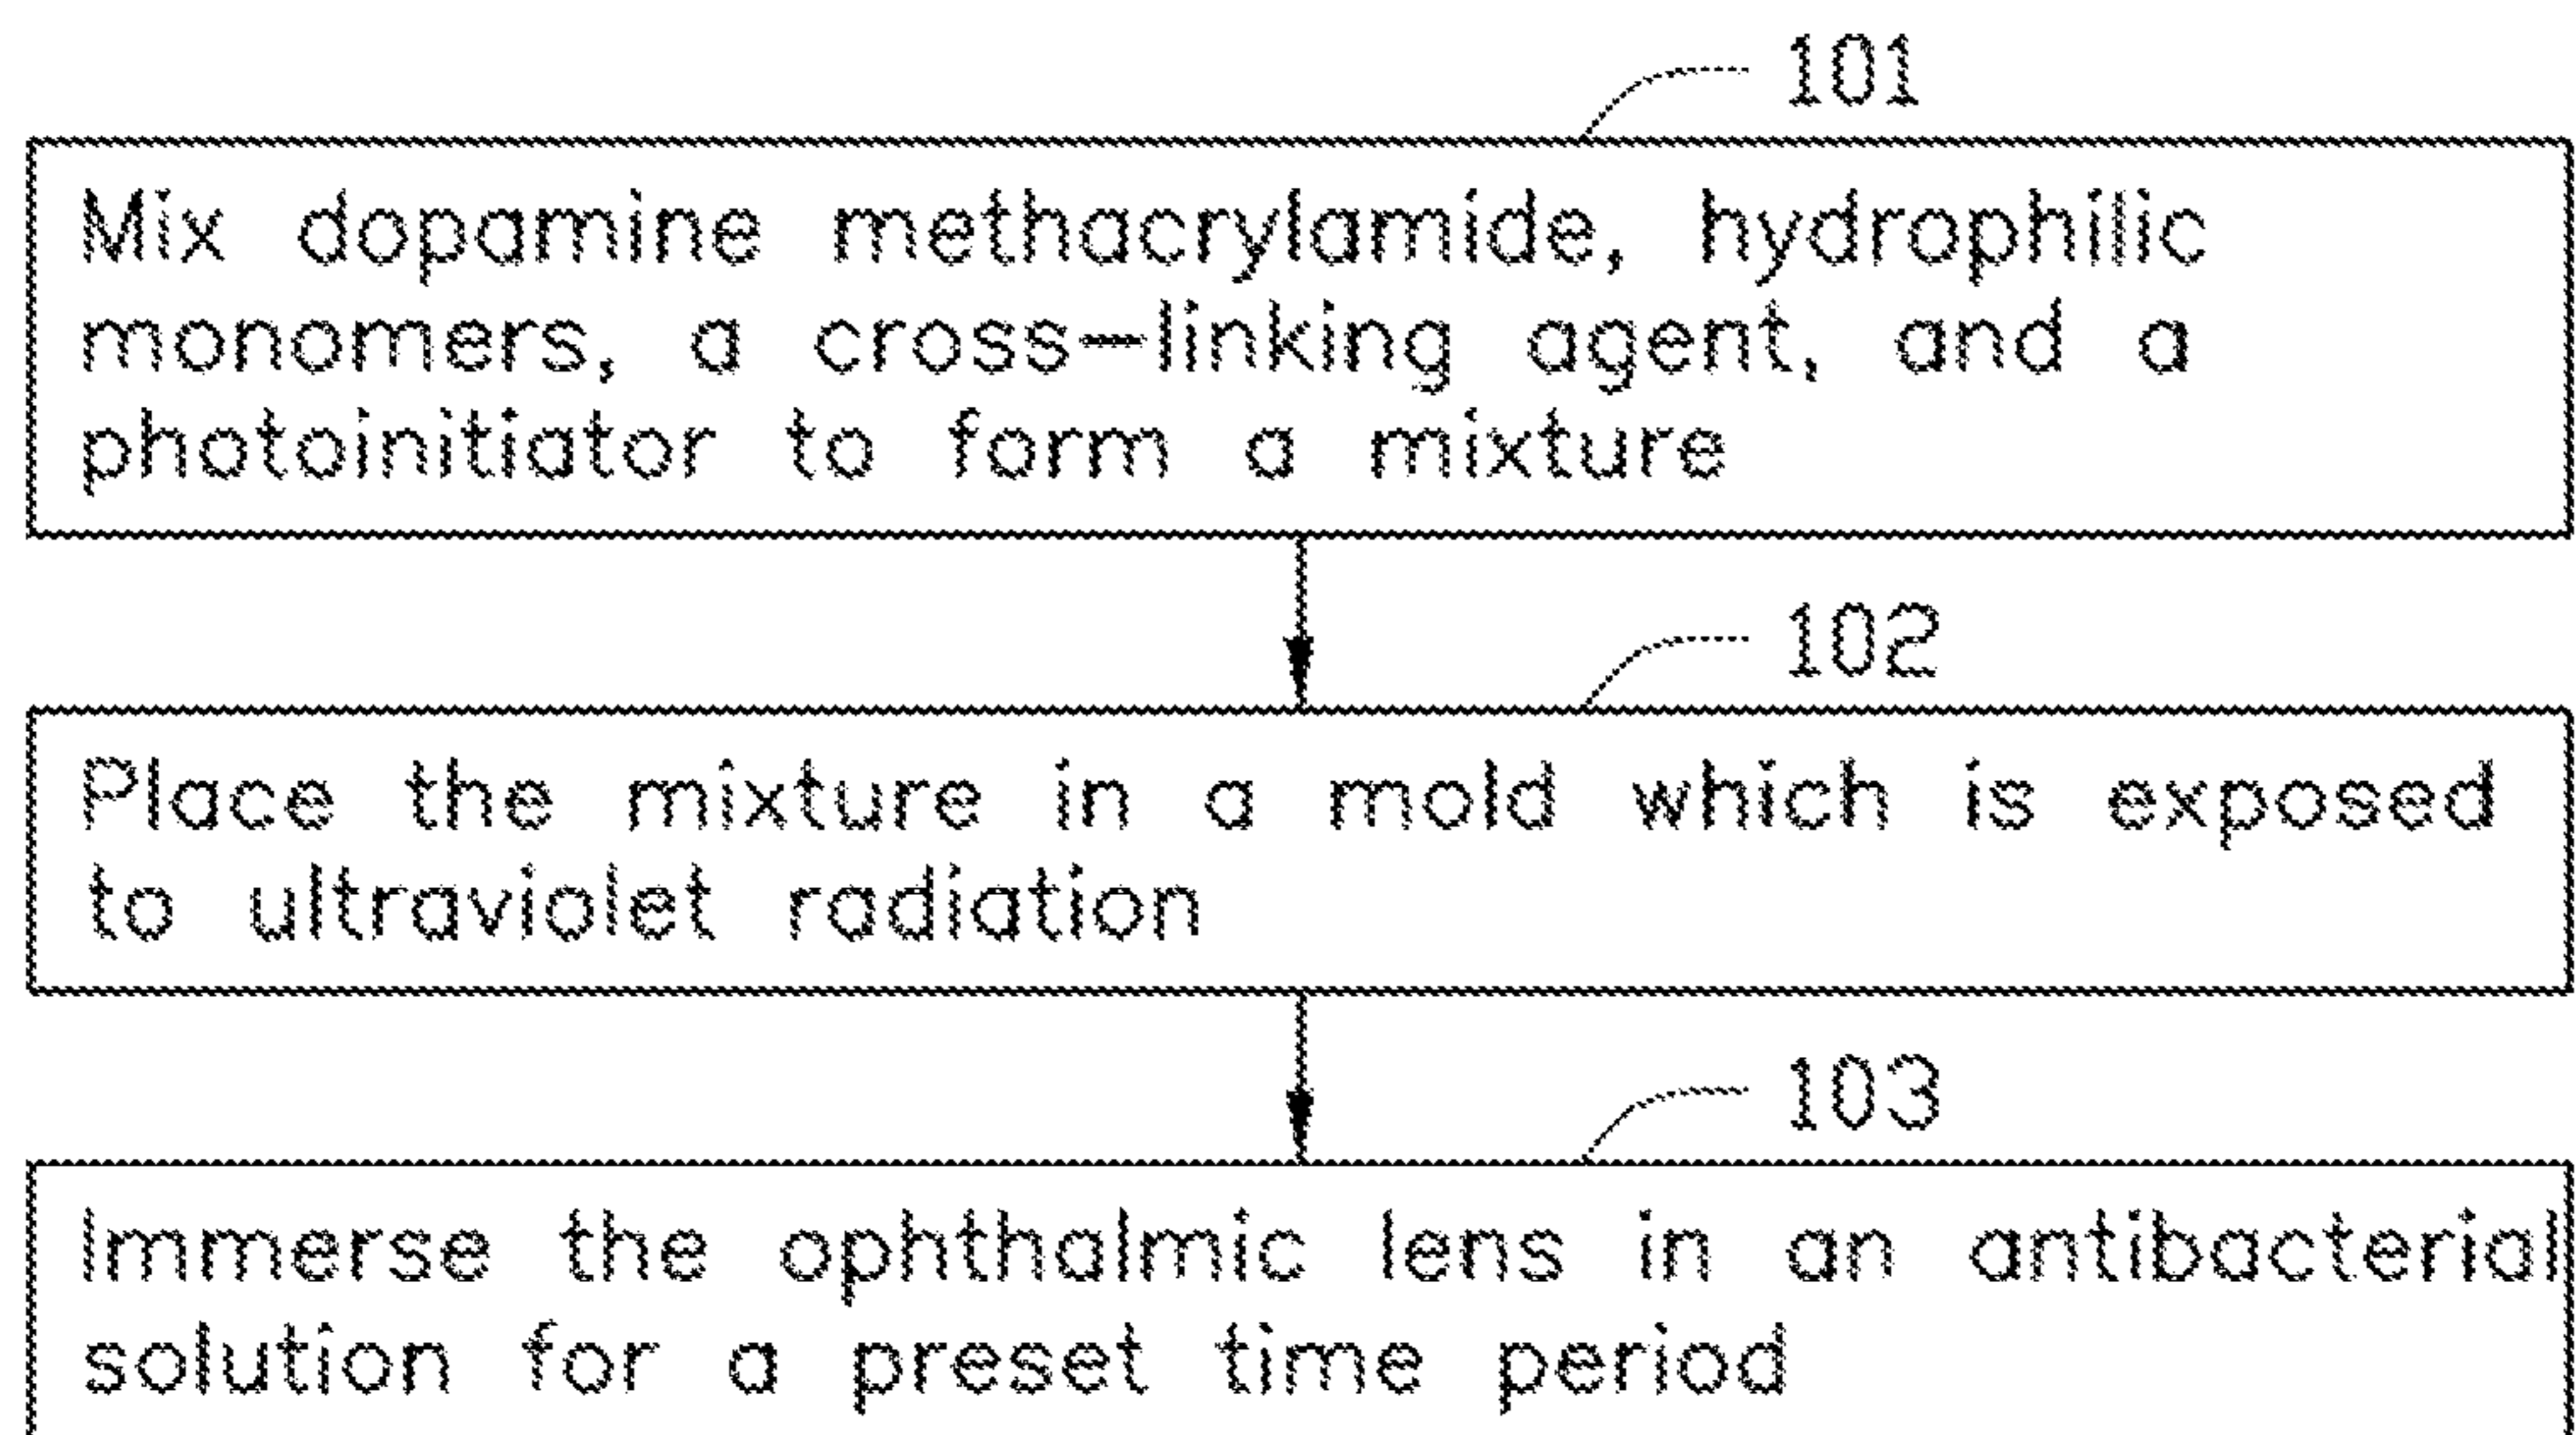 101
Mix dopamine methacrylamide, hydrophilic
monomers, a cross-linking agent, and a
photoinitiator to form a mixture
102
Place the mixture in a mold which is exposed
to ultraviolet radiation
103
Immerse the ophthalmic lens in an antibacterial
solution for a preset time period